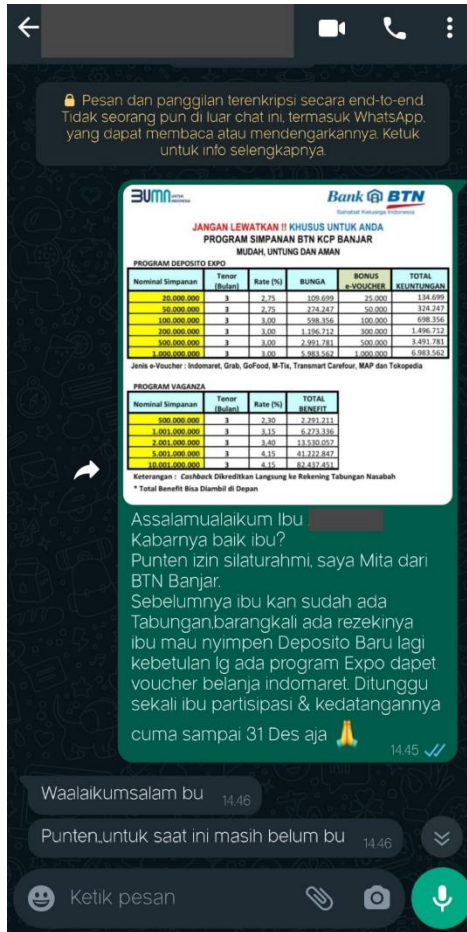 Pesan dan panggilan terenkripsi secara end-to-end.
Tidak seorang pun di luar chat ini, termasuk WhatsApp,
yang dapat membaca atau mendengarkannya. Ketuk
untuk info selengkapnya.
BUMN UNTUK INDONESIA
Bank BTN
Sahabat Keluarga Indonesia
JANGAN LEWATKAN !! KHUSUS UNTUK ANDA
PROGRAM SIMPANAN BTN KCP BANJAR
MUDAH, UNTUNG DAN AMAN
PROGRAM DEPOSITO EXPO
Nominal Simpanan Tenor (Bulan) Rate (%) BUNGA BONUS e-VOUCHER TOTAL KEUNTUNGAN
20.000.000 3 2,75 109.699 25.000 134.699
50.000.000 3 2,75 274.247 50.000 324.247
100.000.000 3 3,00 598.356 100.000 698.356
200.000.000 3 3,00 1.196.712 300.000 1.496.712
500.000.000 3 3,00 2.991.781 500.000 3.491.781
1.000.000.000 3 3,00 5.983.562 1.000.000 6.983.562
Jenis e-Voucher : Indomaret, Grab, GoFood, M-Tix, Transmart Carefour, MAP dan Tokopedia
PROGRAM VAGANZA
Nominal Simpanan Tenor (Bulan) Rate (%) TOTAL BENEFIT
500.000.000 3 2,30 2.291.211
1.001.000.000 3 3,15 6.273.336
2.001.000.000 3 3,40 13.530.057
5.001.000.000 3 4,15 41.222.847
10.001.000.000 3 4,15 82.437.451
Keterangan : Cashback Dikreditkan Langsung ke Rekening Tabungan Nasabah
* Total Benefit Bisa Diambil di Depan
Assalamualaikum Ibu
Kabarnya baik ibu?
Punten izin silaturahmi, saya Mita dari
BTN Banjar.
Sebelumnya ibu kan sudah ada
Tabungan,barangkali ada rezekinya
ibu mau nyimpen Deposito Baru lagi
kebetulan lg ada program Expo dapet
voucher belanja indomaret. Ditunggu
sekali ibu partisipasi & kedatangannya
cuma sampai 31 Des aja 🙏
14.45
Waalaikumsalam bu 14.46
Punten,,untuk saat ini masih belum bu 14.46
Ketik pesan